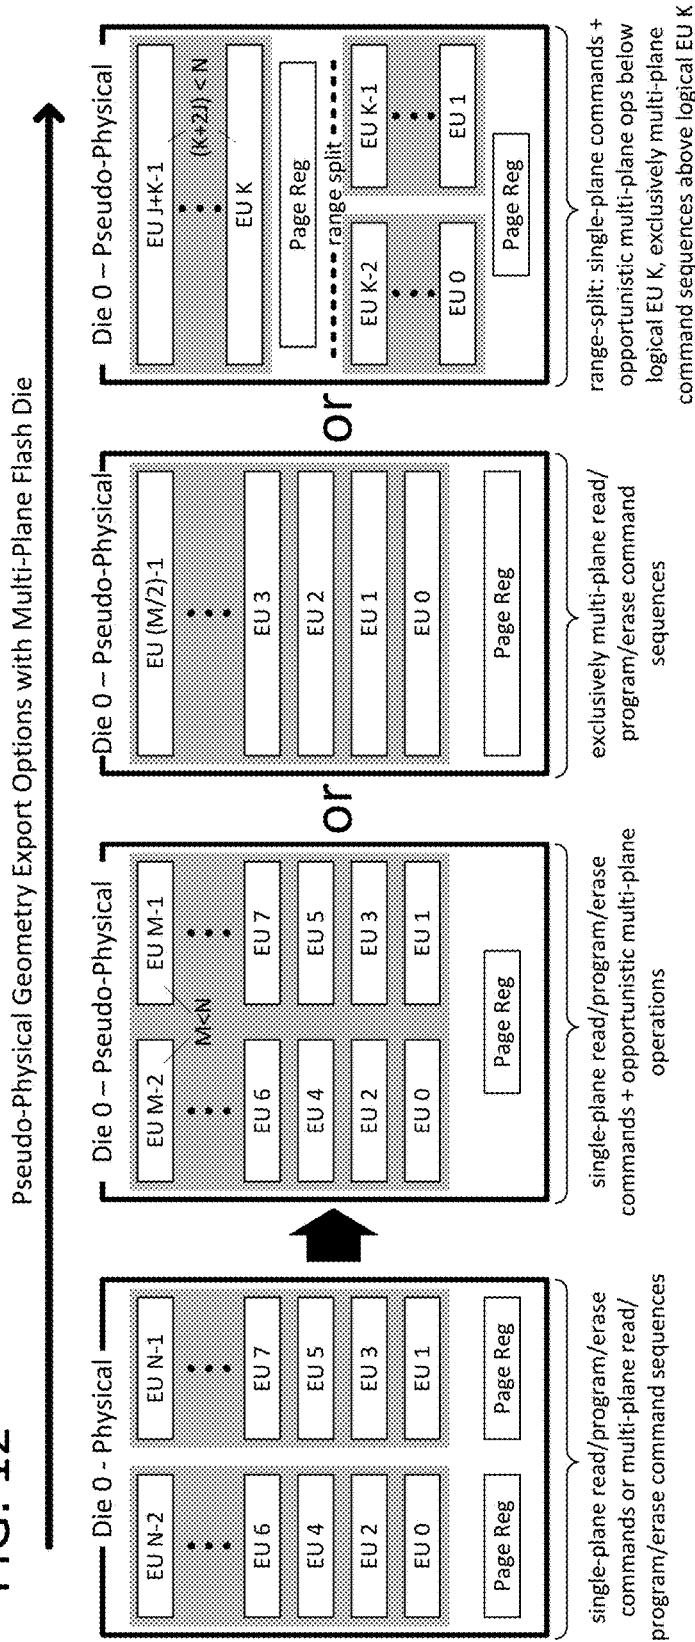 FIG. 12
Pseudo-Physical Geometry Export Options with Multi-Plane Flash Die
Die 0 - Physical
EU N-2
EU N-1
EU 6
EU 7
EU 4
EU 5
EU 2
EU 3
EU 0
EU 1
Page Reg
Page Reg
single-plane read/program/erase
commands or multi-plane read/
program/erase command sequences
Die 0 – Pseudo-Physical
EU M-2
EU M-1
M<N
EU 6
EU 7
EU 4
EU 5
EU 2
EU 3
EU 0
EU 1
Page Reg
single-plane read/program/erase
commands + opportunistic multi-plane
operations
or
Die 0 – Pseudo-Physical
EU (M/2)-1
EU 3
EU 2
EU 1
EU 0
Page Reg
exclusively multi-plane read/
program/erase command
sequences
or
Die 0 – Pseudo-Physical
EU J+K-1
(K+2J) < N
EU K
Page Reg
range split
EU K-2
EU K-1
EU 0
EU 1
Page Reg
range-split: single-plane commands +
opportunistic multi-plane ops below
logical EU K, exclusively multi-plane
command sequences above logical EU K